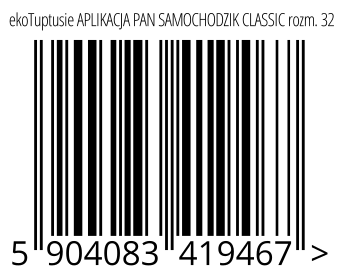 ekoTuptusie APLIKACJA PAN SAMOCHODZIK CLASSIC rozm. 32
5 904083 419467 >